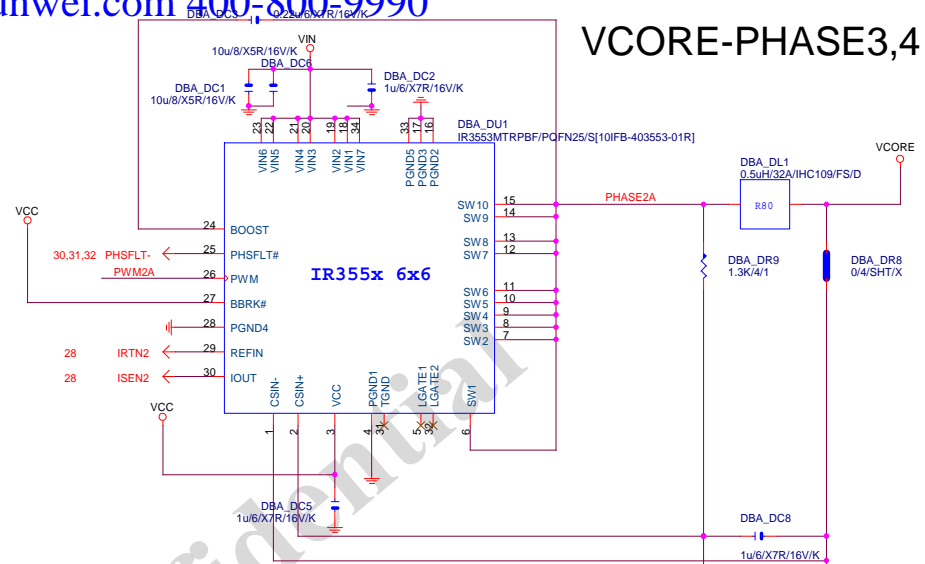 unwei.com 400-800-9990
VCORE-PHASE3,4
DBA_DC3
0.22u/6/X7R/16V/K
VIN
10u/8/X5R/16V/K
DBA_DC6
DBA_DC1
10u/8/X5R/16V/K
DBA_DC2
1u/6/X7R/16V/K
DBA_DU1
IR3553MTRPBF/PQFN25/S[10IFB-403553-01R]
23 22 21 20 19 18 34 33 17 16
VIN6 VIN5 VIN4 VIN3 VIN2 VIN1 VIN7 PGND5 PGND3 PGND2
DBA_DL1
0.5uH/32A/IHC109/FS/D
VCORE
R80
PHASE2A
SW10 15
SW9 14
SW8 13
SW7 12
SW6 11
SW5 10
SW4 9
SW3 8
SW2 7
VCC
24 BOOST
30,31,32 PHSFLT- 25 PHSFLT#
PWM2A 26 PWM
27 BBRK#
28 PGND4
28 IRTN2 29 REFIN
28 ISEN2 30 IOUT
IR355x 6x6
DBA_DR9
1.3K/4/1
DBA_DR8
0/4/SHT/X
CSIN- CSIN+ VCC PGND1 TGND LGATE1 LGATE2 SW1
1 2 3 4 31 5 32 6
VCC
DBA_DC5
1u/6/X7R/16V/K
DBA_DC8
1u/6/X7R/16V/K
fidential